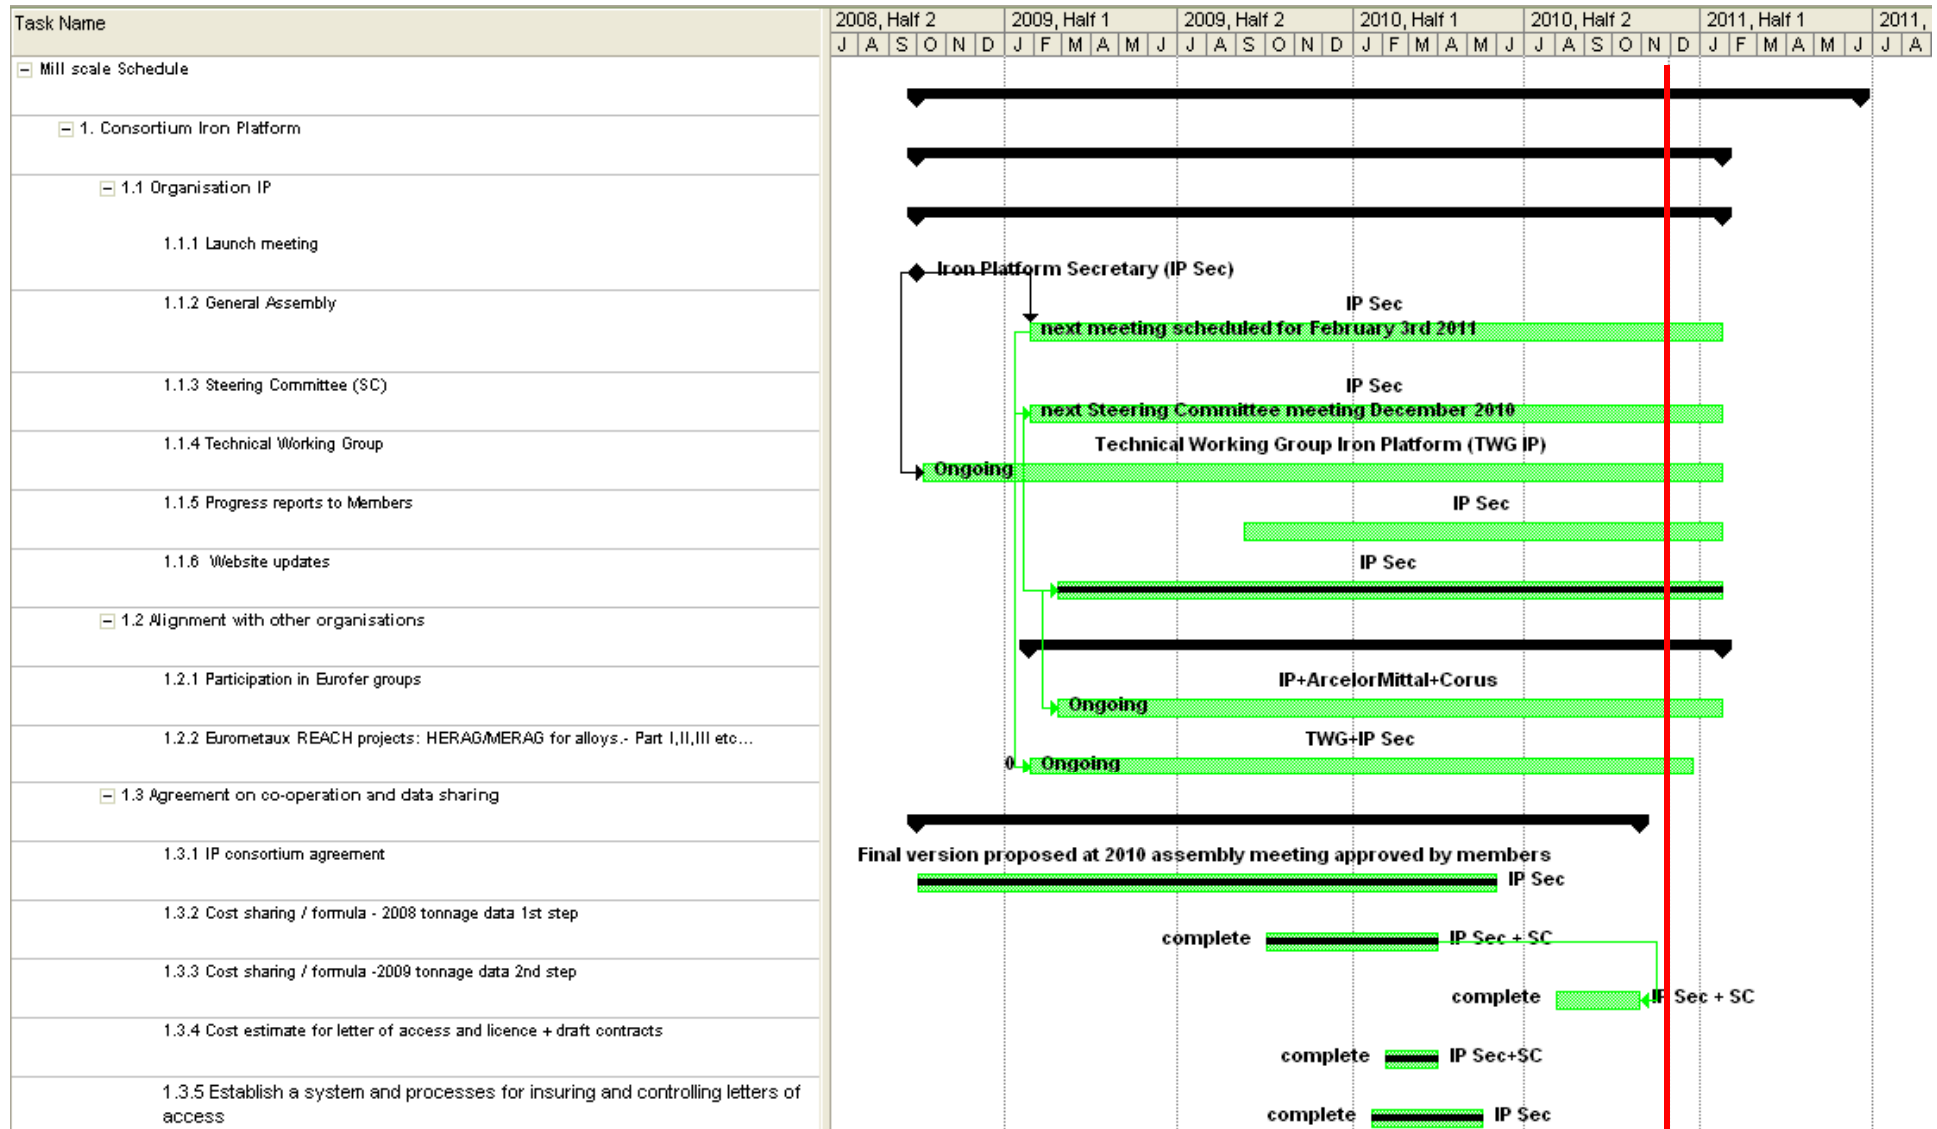 Task Name
2008, Half 2 2009, Half 1 2009, Half 2 2010, Half 1 2010, Half 2 2011, Half 1 2011,
J A S O N D J F M A M J J A S O N D J F M A M J J A S O N D J F M A M J J A
Mill scale Schedule
1. Consortium Iron Platform
1.1 Organisation IP
1.1.1 Launch meeting
Iron Platform Secretary (IP Sec)
1.1.2 General Assembly
IP Sec
next meeting scheduled for February 3rd 2011
1.1.3 Steering Committee (SC)
IP Sec
next Steering Committee meeting December 2010
1.1.4 Technical Working Group
Technical Working Group Iron Platform (TWG IP)
Ongoing
1.1.5 Progress reports to Members
IP Sec
1.1.6 Website updates
IP Sec
1.2 Alignment with other organisations
1.2.1 Participation in Eurofer groups
IP+ArcelorMittal+Corus
Ongoing
1.2.2 Eurometaux REACH projects: HERAG/MERAG for alloys.- Part I,II,III etc...
TWG+IP Sec
0 Ongoing
1.3 Agreement on co-operation and data sharing
1.3.1 IP consortium agreement
Final version proposed at 2010 assembly meeting approved by members
IP Sec
1.3.2 Cost sharing / formula - 2008 tonnage data 1st step
complete IP Sec + SC
1.3.3 Cost sharing / formula -2009 tonnage data 2nd step
complete IP Sec + SC
1.3.4 Cost estimate for letter of access and licence + draft contracts
complete IP Sec+SC
1.3.5 Establish a system and processes for insuring and controlling letters of
access
complete IP Sec